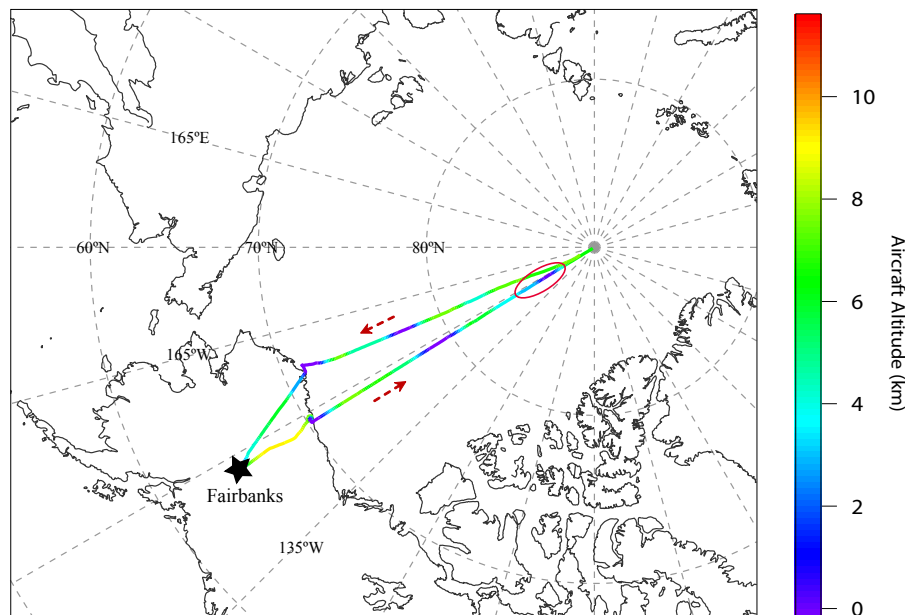 165ºE
60ºN
70ºN
80ºN
165ºW
Fairbanks
135ºW
10
8
6
4
2
0
Aircraft Altitude (km)